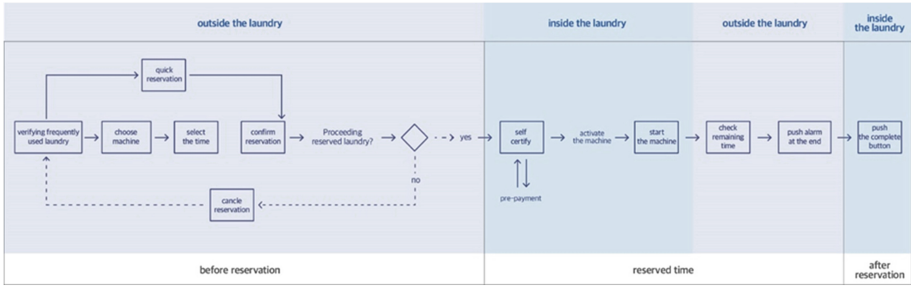 outside the laundry
inside the laundry
outside the laundry
inside
the laundry
quick
reservation
verifying frequently
used laundry
choose
machine
select
the time
confirm
reservation
Proceeding
reserved laundry?
yes
no
cancle
reservation
self
certify
pre-payment
activate
the machine
start
the machine
check
remaining
time
push alarm
at the end
push
the complete
button
before reservation
reserved time
after
reservation